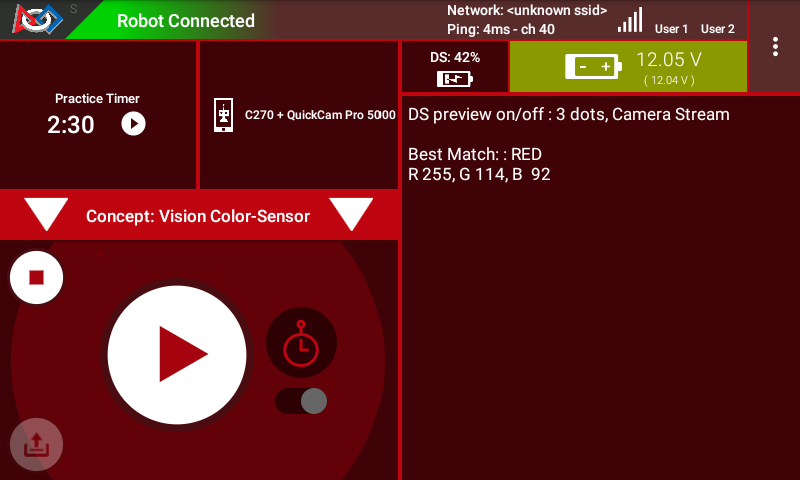 S
Robot Connected
Network: <unknown ssid>
Ping: 4ms - ch 40
User 1 User 2
Practice Timer
2:30
C270 + QuickCam Pro 5000
DS: 42%
12.05 V
( 12.04 V )
DS preview on/off : 3 dots, Camera Stream
Best Match: : RED
R 255, G 114, B  92
Concept: Vision Color-Sensor